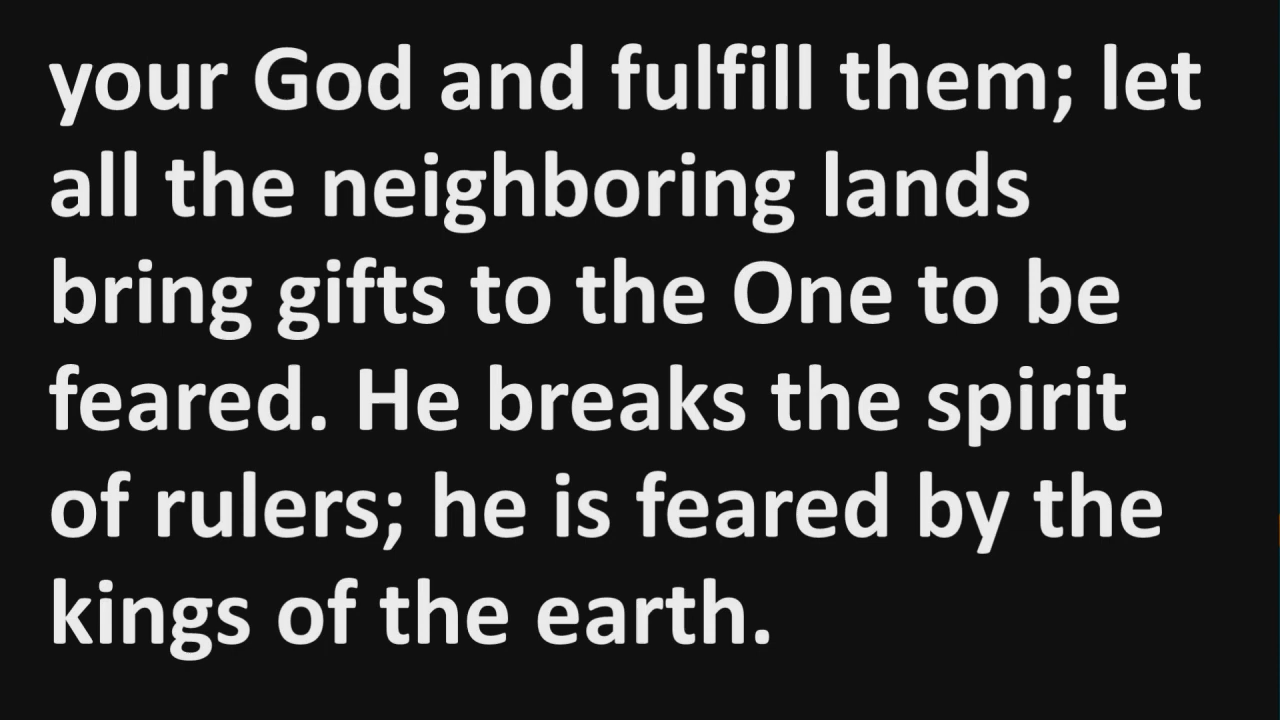 your God and fulfill them; let
all the neighboring lands
bring gifts to the One to be
feared. He breaks the spirit
of rulers; he is feared by the
kings of the earth.